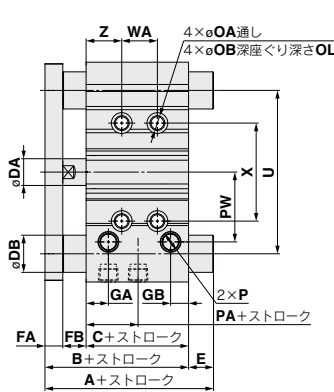 Z
WA
4×øOA通し
4×øOB深座ぐり深さOL
øDA
øDB
PW
X
U
GA
GB
2×P
PA+ストローク
FA
FB
C+ストローク
B+ストローク
E
A+ストローク